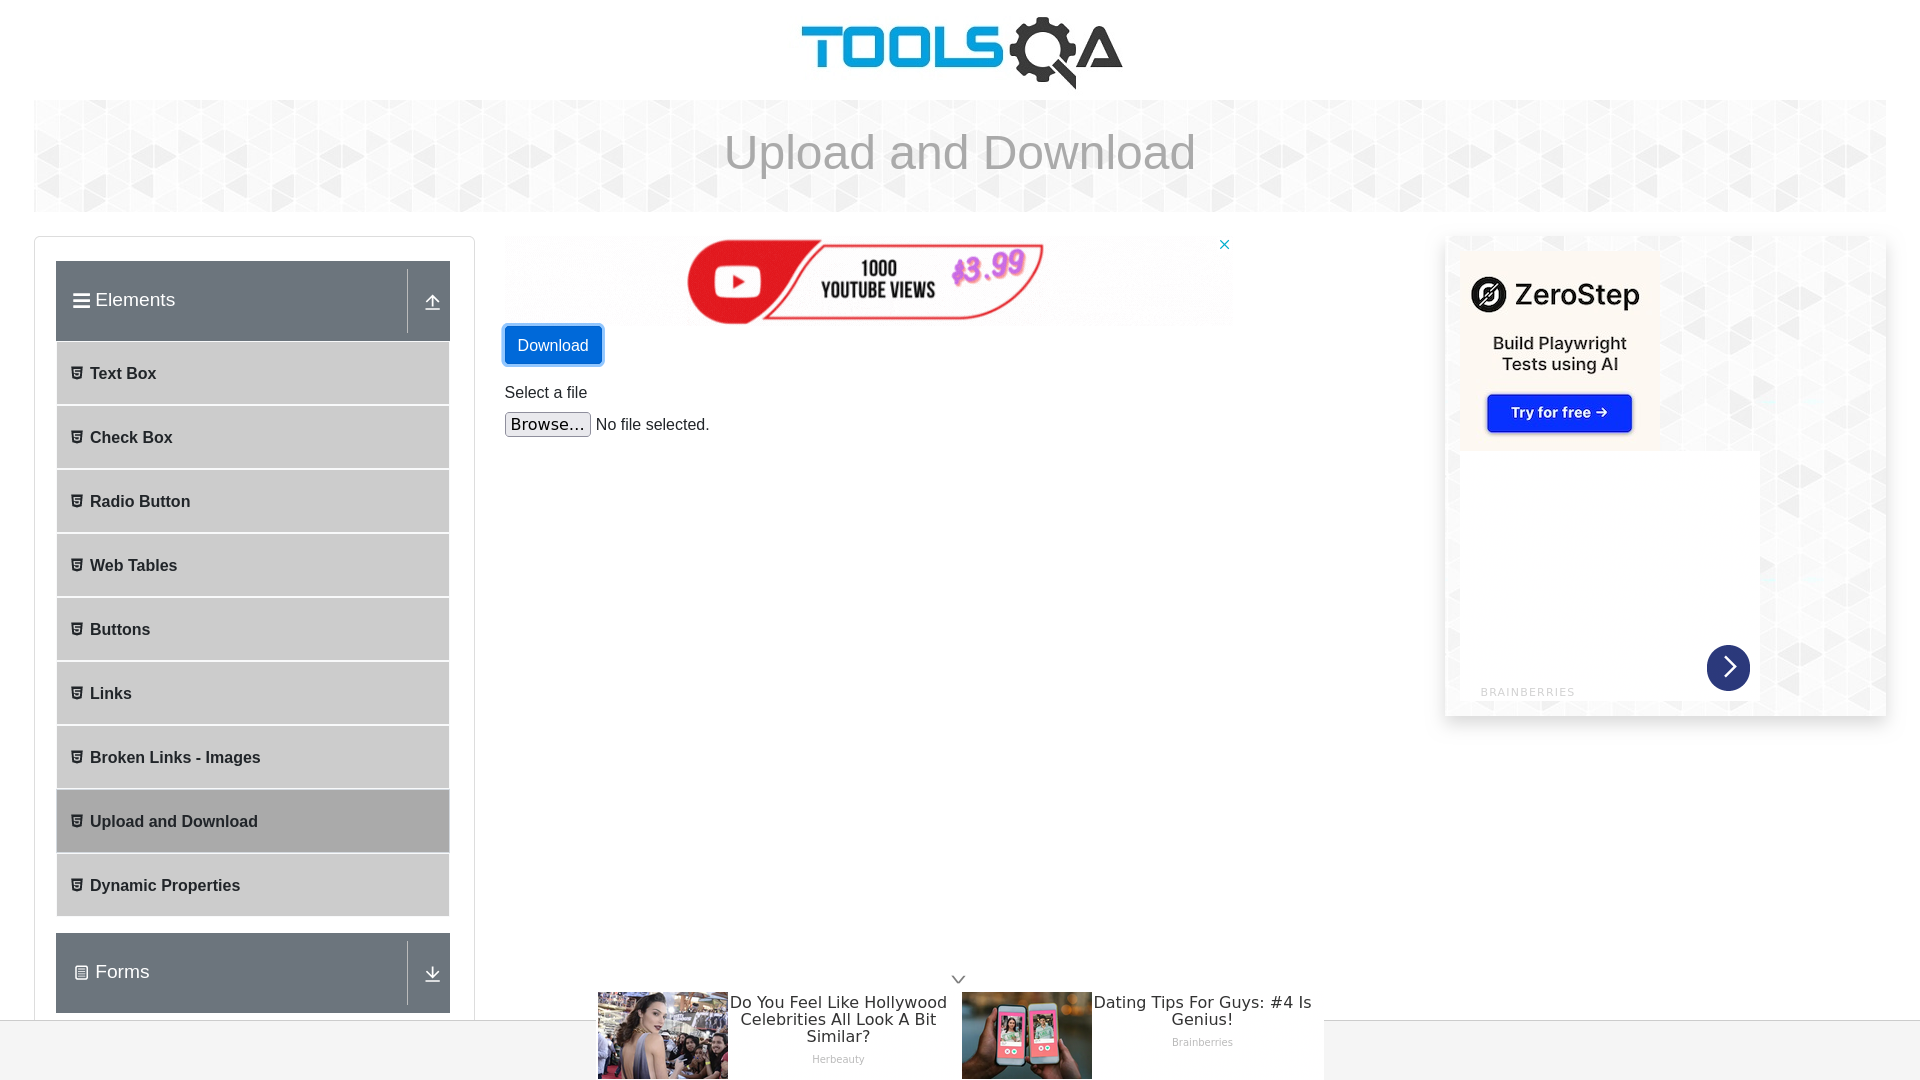 TOOLSQA
Upload and Download
Elements
Text Box
Check Box
Radio Button
Web Tables
Buttons
Links
Broken Links - Images
Upload and Download
Dynamic Properties
Forms
1000
YOUTUBE VIEWS
$3.99
Download
Select a file
Browse... No file selected.
ZeroStep
Build Playwright
Tests using AI
Try for free →
BRAINBERRIES
Do You Feel Like Hollywood
Celebrities All Look A Bit
Similar?
Herbeauty
Dating Tips For Guys: #4 Is
Genius!
Brainberries